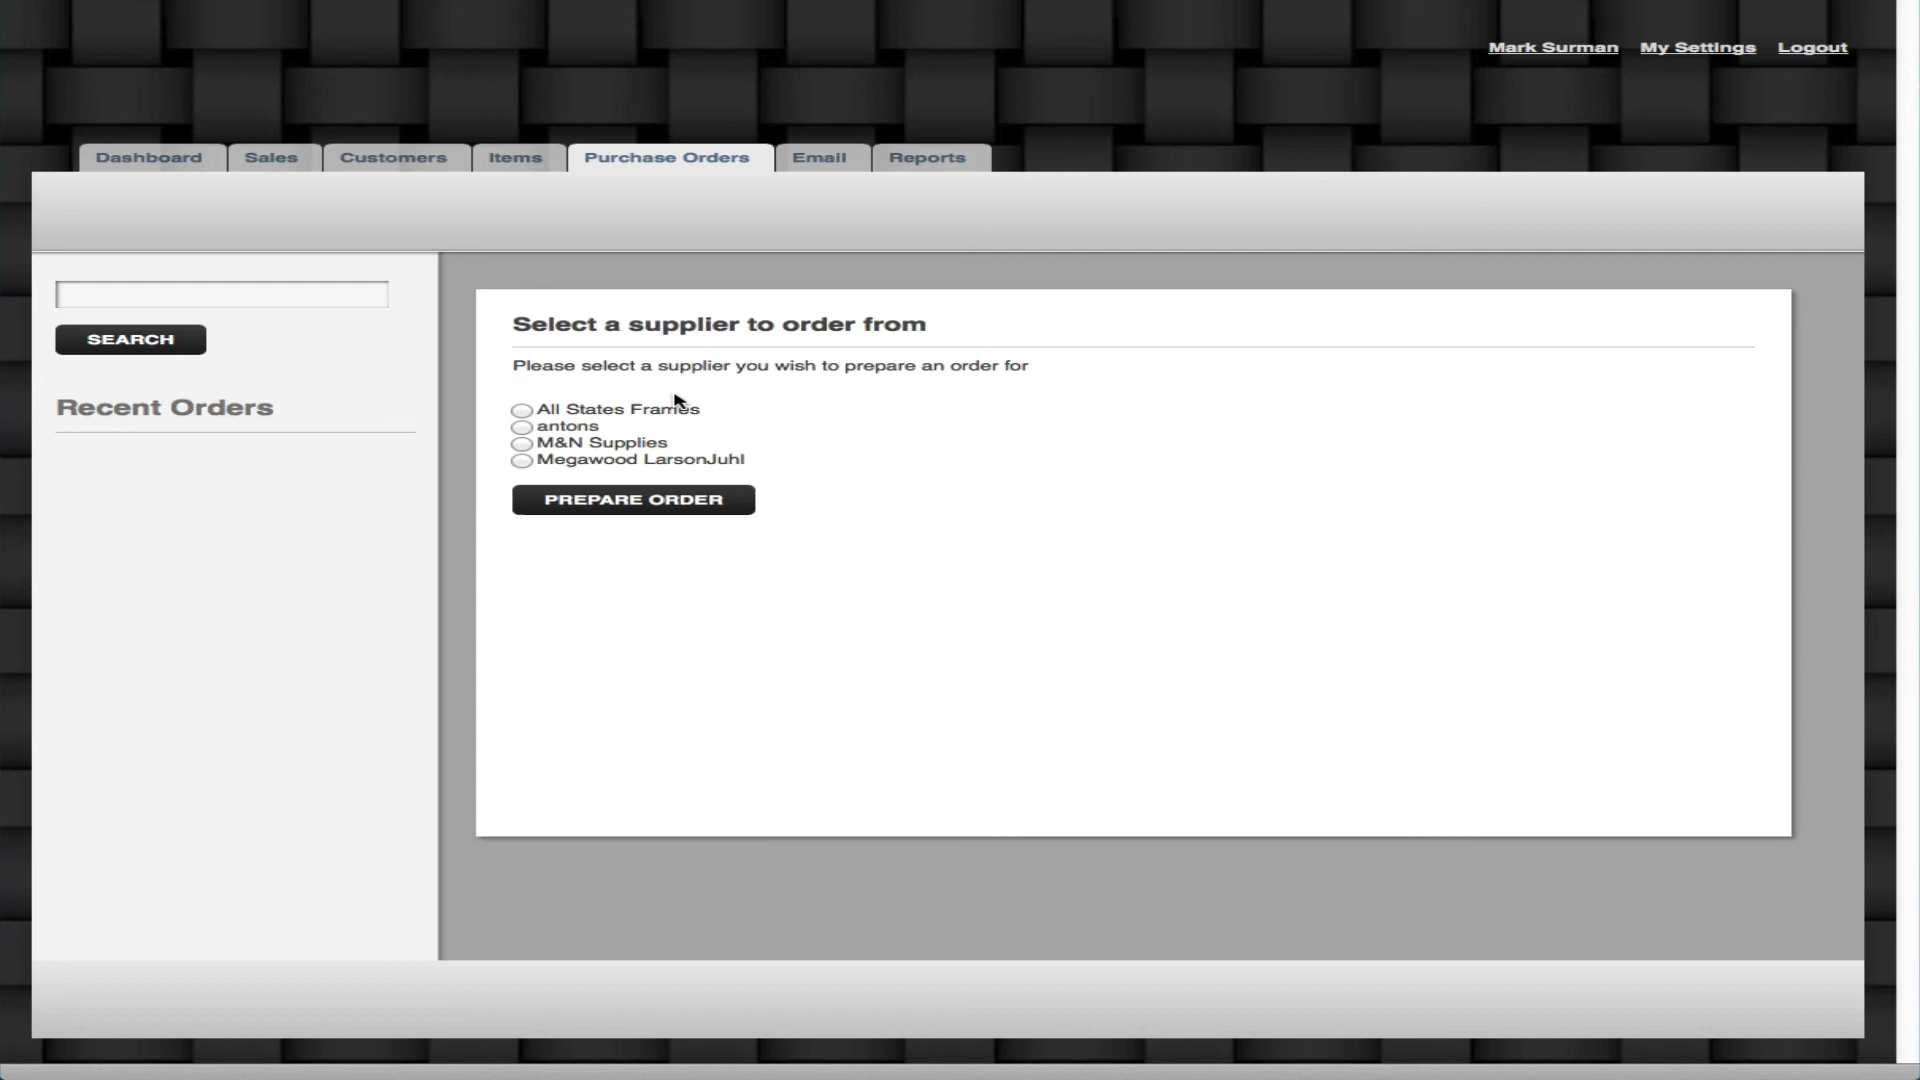 Mark Surman My Settings Logout
Dashboard Sales Customers Items Purchase Orders Email Reports
SEARCH
Recent Orders
Select a supplier to order from
Please select a supplier you wish to prepare an order for
All States Frames
antons
M&N Supplies
Megawood LarsonJuhl
PREPARE ORDER